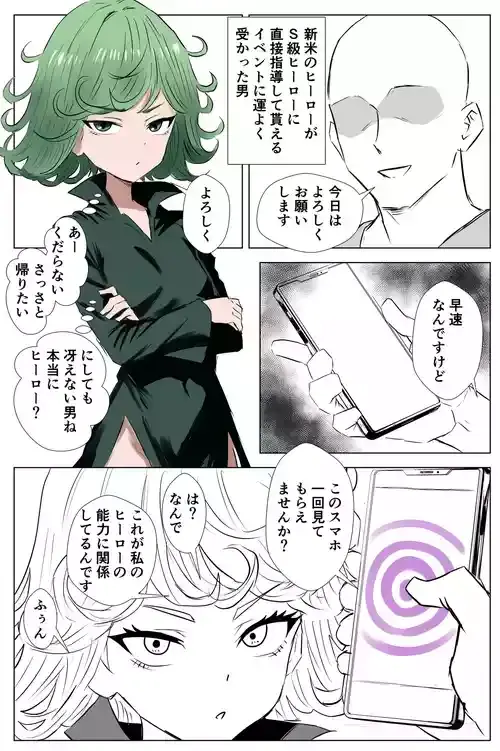 新米のヒーローが
S級ヒーローに
直接指導して貰える
イベントに運よく
受かった男
今日は
よろしく
お願い
します
よろしく
あー
くだらない
さっさと
帰りたい
にしても
冴えない男ね
本当に
ヒーロー？
早速
なんですけど
このスマホ
一回見て
もらえ
ませんか？
は？
なんで
これが私の
ヒーローの
能力に関係
してるんです
ふぅん